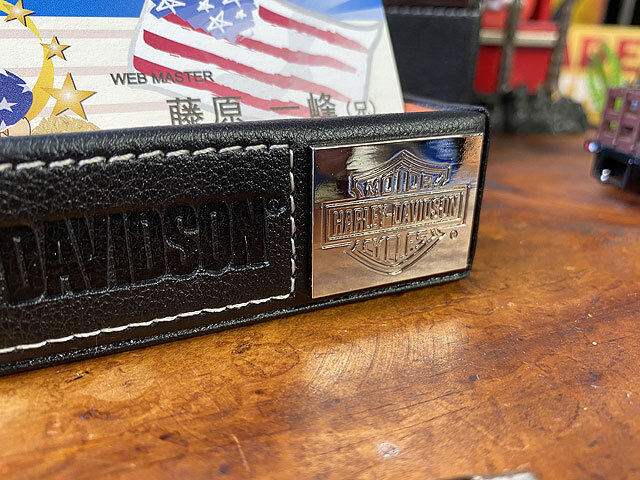 WEB MASTER
藤原 一峰
DAVIDSON®
MOTOR
HARLEY-DAVIDSON
CYCLES
®